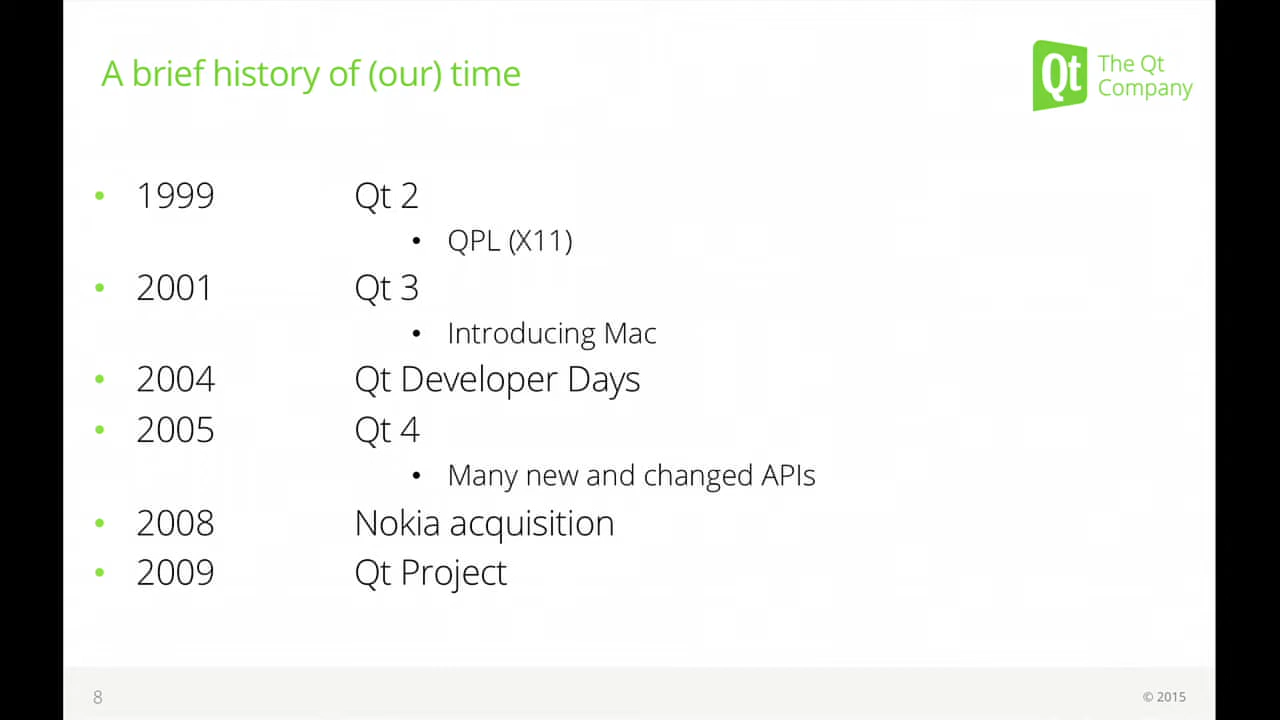 A brief history of (our) time
Qt The Qt
Company
• 1999 Qt 2
• QPL (X11)
• 2001 Qt 3
• Introducing Mac
• 2004 Qt Developer Days
• 2005 Qt 4
• Many new and changed APIs
• 2008 Nokia acquisition
• 2009 Qt Project
8 © 2015